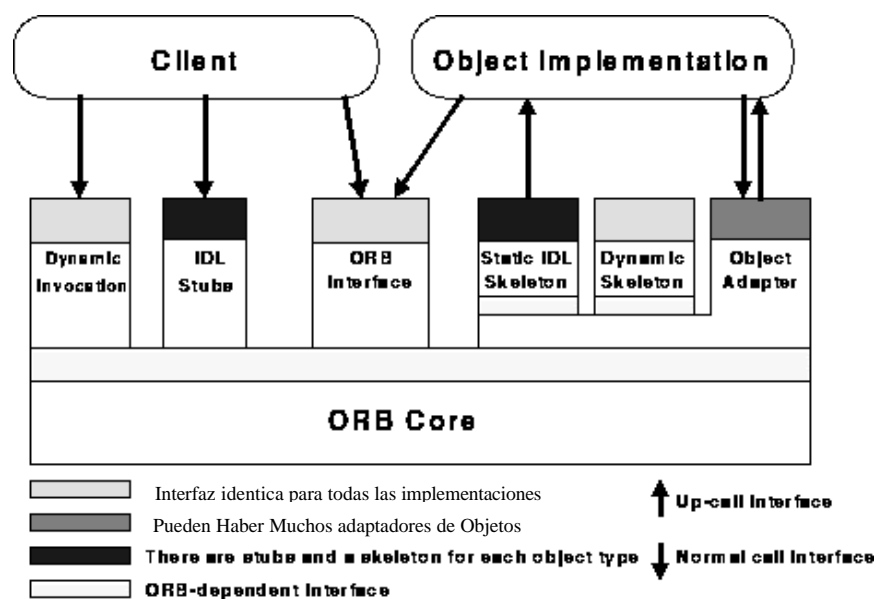 Client
Object Implementation
Dynamic
Invocation
IDL
Stubs
ORB
Interface
Static IDL
Skeleton
Dynamic
Skeleton
Object
Adapter
ORB Core
Interfaz identica para todas las implementaciones
Pueden Haber Muchos adaptadores de Objetos
There are stubs and a skeleton for each object type
ORB-dependent Interface
Up-call Interface
Normal call Interface